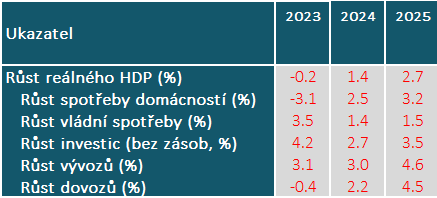 Ukazatel 2023 2024 2025
Růst reálného HDP (%) -0.2 1.4 2.7
Růst spotřeby domácností (%) -3.1 2.5 3.2
Růst vládní spotřeby (%) 3.5 1.4 1.5
Růst investic (bez zásob, %) 4.2 2.7 3.5
Růst vývozů (%) 3.1 3.0 4.6
Růst dovozů (%) -0.4 2.2 4.5